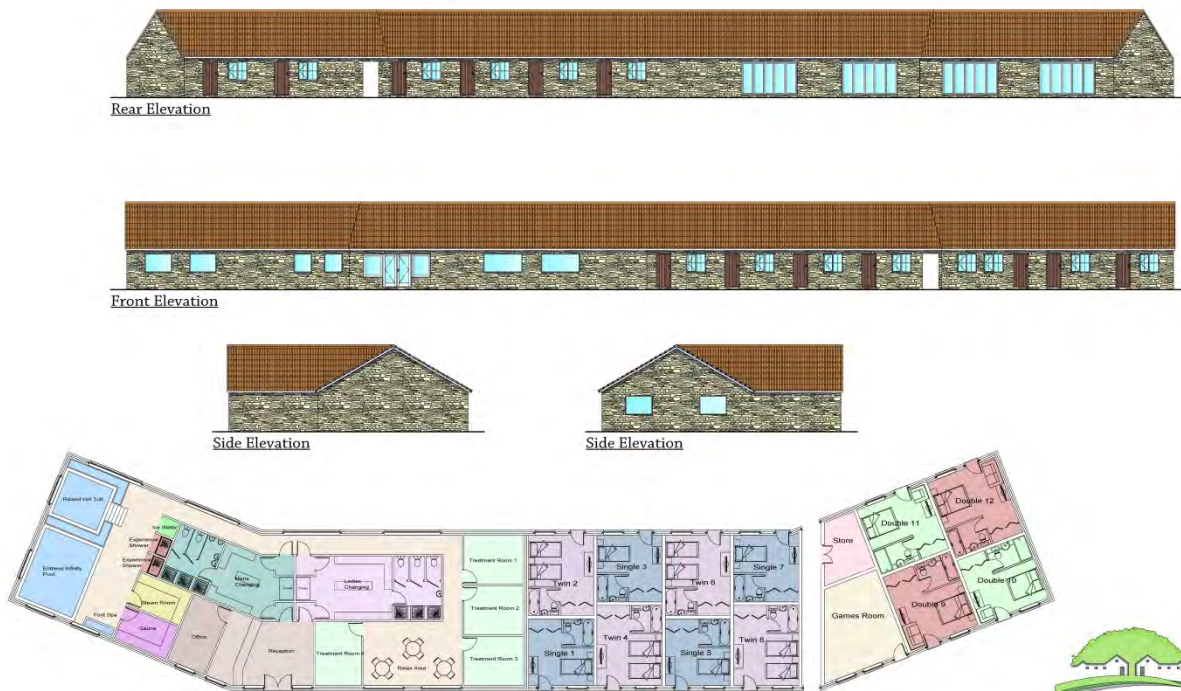 Rear Elevation
Front Elevation
Side Elevation
Side Elevation
Raised Hot Tub
Endless Infinity
Pool
Ice Water
Experience
Shower
Experience
Shower
Steam Room
Sauna
Foot Spa
Mens
Changing
Office
Reception
Ladies
Changing
Treatment Room 4
Relax Area
Treatment Room 1
Treatment Room 2
Treatment Room 3
Twin 2
Single 1
Single 3
Twin 4
Twin 6
Single 5
Single 7
Twin 8
Store
Games Room
Double 11
Double 12
Double 9
Double 10